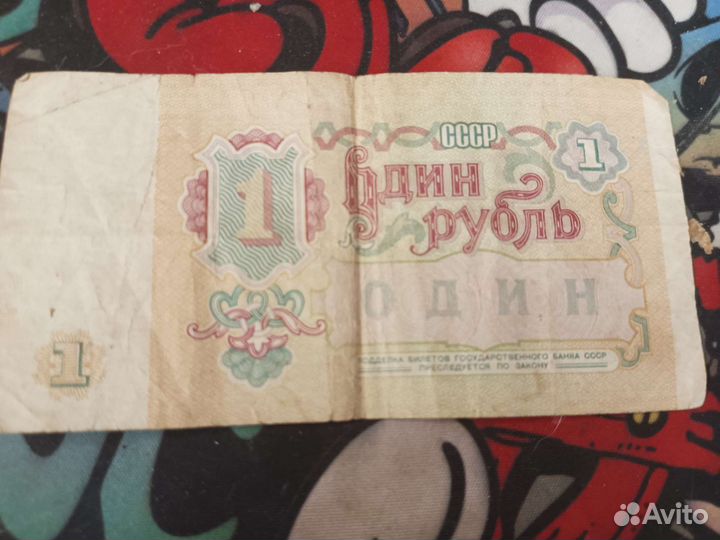 СССР
1
1
Один
рубль
ОДИН
ПОДДЕЛКА БИЛЕТОВ ГОСУДАРСТВЕННОГО БАНКА СССР
ПРЕСЛЕДУЕТСЯ ПО ЗАКОНУ
1
Avito